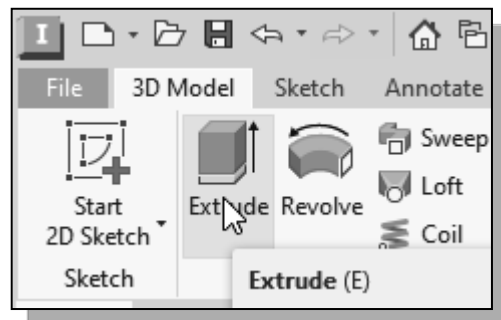 I
File 3D Model Sketch Annotate
Start
2D Sketch
Extrude
Revolve
Sweep
Loft
Coil
Sketch
Extrude (E)